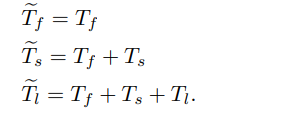 T̃_f = T_f
T̃_s = T_f + T_s
T̃_l = T_f + T_s + T_l.